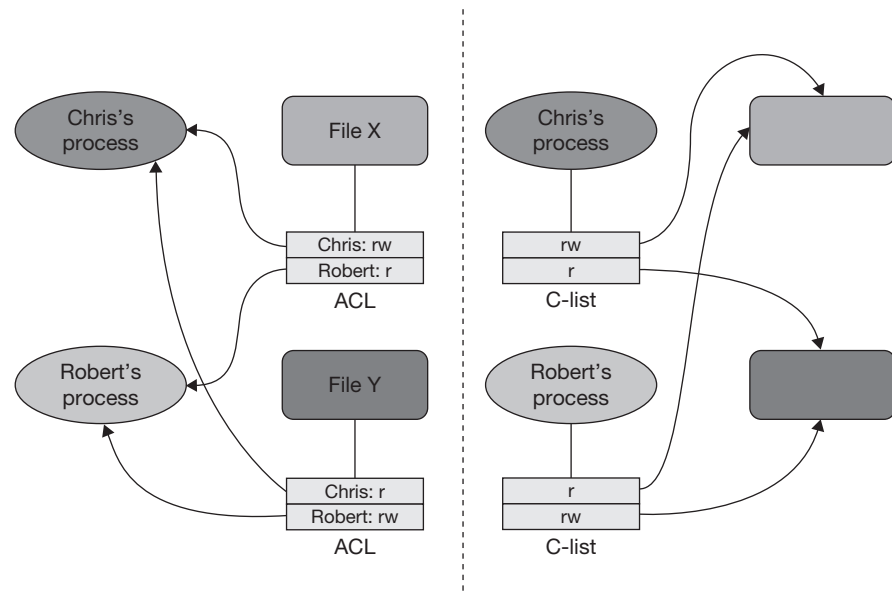 Chris's
process
File X
Chris: rw
Robert: r
ACL
Robert's
process
File Y
Chris: r
Robert: rw
ACL
Chris's
process
rw
r
C-list
Robert's
process
r
rw
C-list